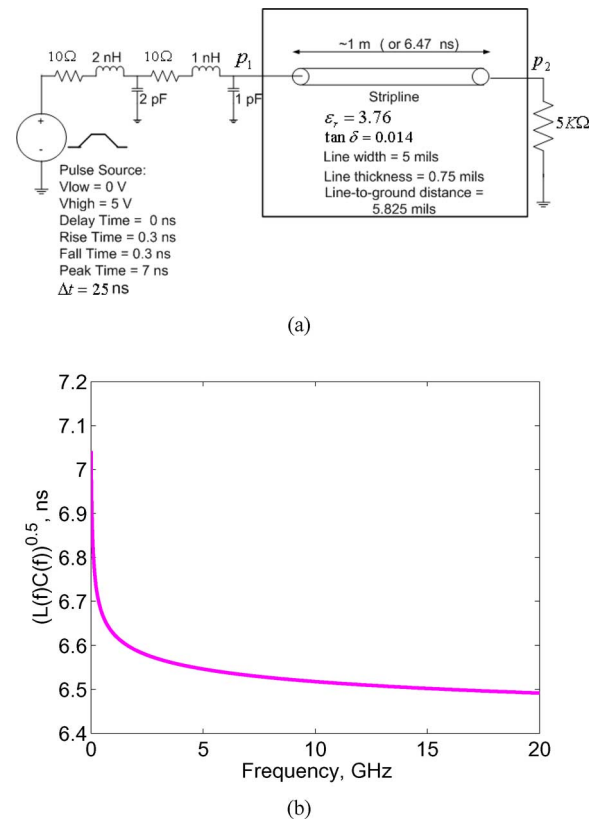 10Ω 2 nH 10Ω 1 nH p₁
2 pF 1 pF
~1 m ( or 6.47 ns)
p₂
Stripline
εᵣ = 3.76
tan δ = 0.014
Line width = 5 mils
Line thickness = 0.75 mils
Line-to-ground distance =
5.825 mils
5KΩ
+
-
Pulse Source:
Vlow = 0 V
Vhigh = 5 V
Delay Time = 0 ns
Rise Time = 0.3 ns
Fall Time = 0.3 ns
Peak Time = 7 ns
Δt = 25 ns
(a)
7.2
7.1
7
6.9
6.8
6.7
6.6
6.5
6.4
(L(f)C(f))^0.5, ns
0 5 10 15 20
Frequency, GHz
(b)